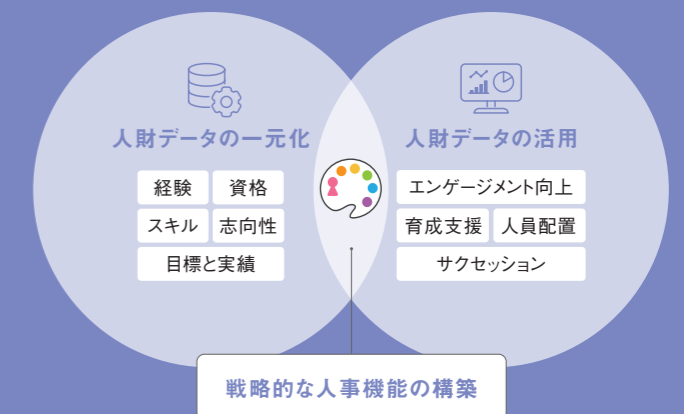 人財データの一元化
経験
資格
スキル
志向性
目標と実績
人財データの活用
エンゲージメント向上
育成支援
人員配置
サクセッション
戦略的な人事機能の構築